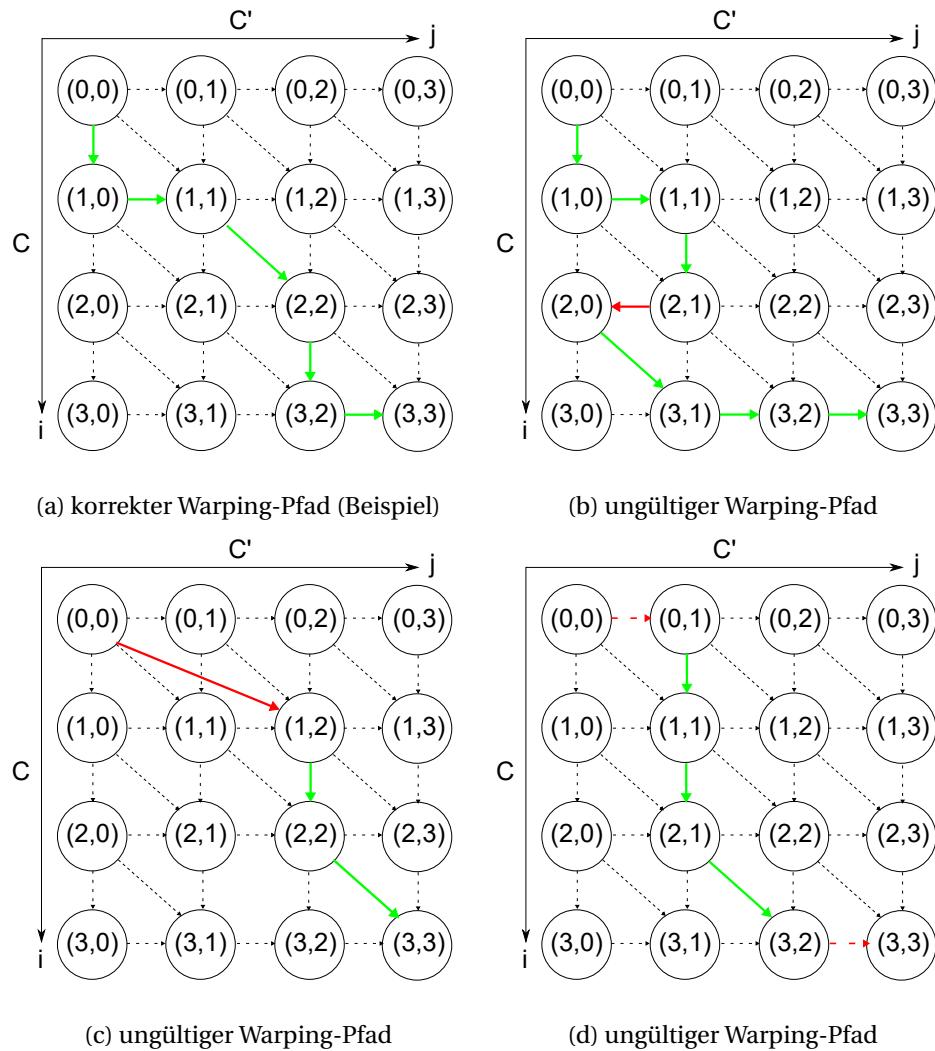 C' C'
j j
(0,0) (0,1) (0,2) (0,3) (0,0) (0,1) (0,2) (0,3)
(1,0) (1,1) (1,2) (1,3) (1,0) (1,1) (1,2) (1,3)
C C
(2,0) (2,1) (2,2) (2,3) (2,0) (2,1) (2,2) (2,3)
(3,0) (3,1) (3,2) (3,3) (3,0) (3,1) (3,2) (3,3)
i i
(a) korrekter Warping-Pfad (Beispiel) (b) ungültiger Warping-Pfad
C' C'
j j
(0,0) (0,1) (0,2) (0,3) (0,0) (0,1) (0,2) (0,3)
(1,0) (1,1) (1,2) (1,3) (1,0) (1,1) (1,2) (1,3)
C C
(2,0) (2,1) (2,2) (2,3) (2,0) (2,1) (2,2) (2,3)
(3,0) (3,1) (3,2) (3,3) (3,0) (3,1) (3,2) (3,3)
i i
(c) ungültiger Warping-Pfad (d) ungültiger Warping-Pfad